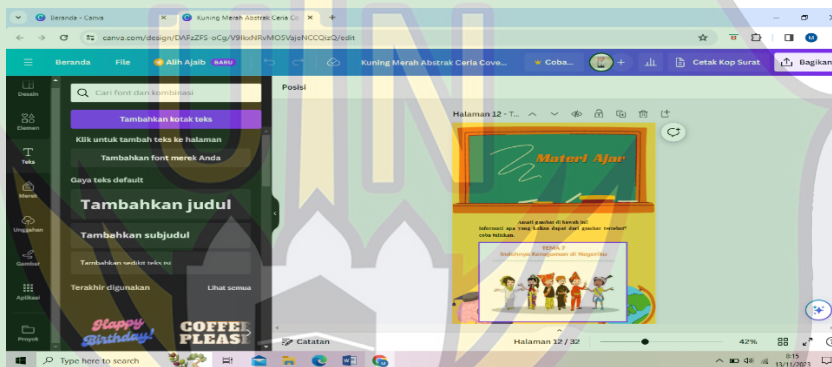 Beranda - Canva
Kuning Merah Abstrak Ceria Co
canva.com/design/DAFzZFS-oCg/V9IkxNRvMOSVajoNCCQizQ/edit
Beranda File Alih Ajaib BARU Kuning Merah Abstrak Ceria Cove... Coba... Cetak Kop Surat Bagikan
Desain
Elemen
Teks
Merek
Unggahan
Gambar
Aplikasi
Proyek
Cari font dan kombinasi
Tambahkan kotak teks
Klik untuk tambah teks ke halaman
Tambahkan font merek Anda
Gaya teks default
Tambahkan judul
Tambahkan subjudul
Tambahkan sedikit teks isi
Terakhir digunakan Lihat semua
Happy Birthday!
COFFEE PLEASE
Posisi
Halaman 12 - T...
Materi Ajar
Amati gambar di bawah ini!
Informasi apa yang kalian dapat dari gambar tersebut?
coba tuliskan.
TEMA 7
Indahnya Keragaman di Negeriku
Catatan
Halaman 12 / 32
42%
Type here to search
8:15
13/11/2023
UIN